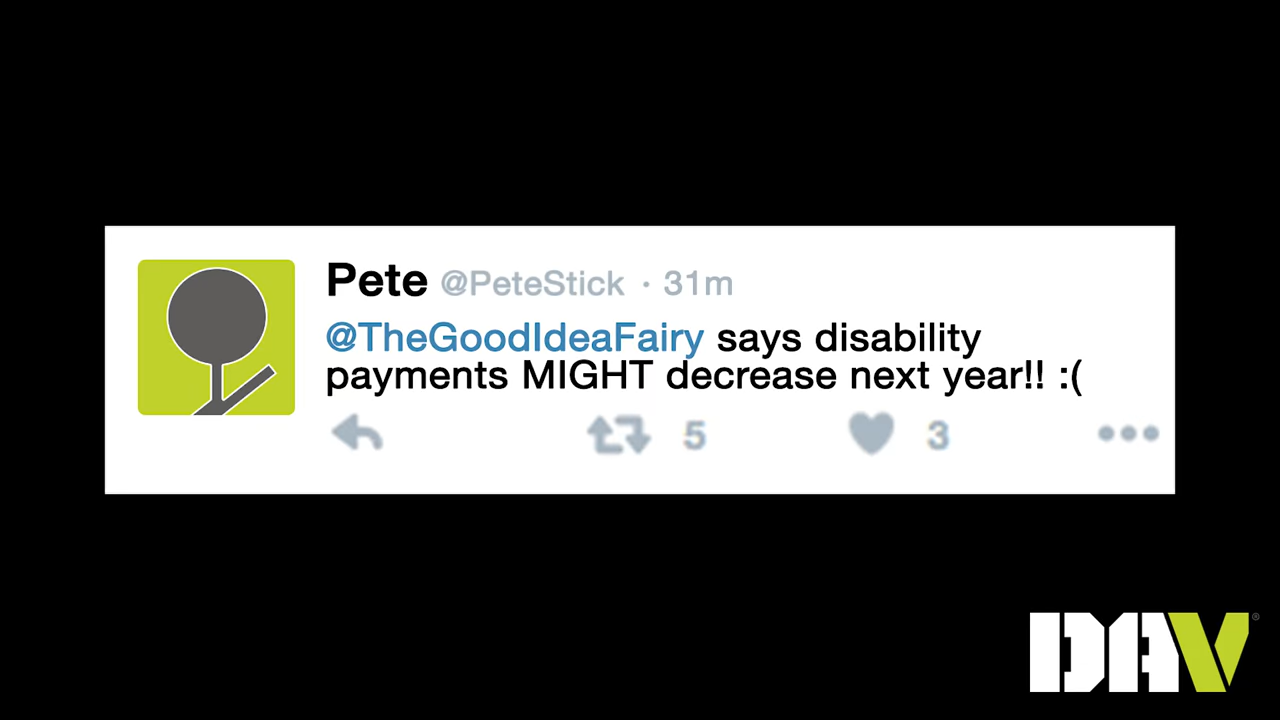 Pete @PeteStick · 31m
@TheGoodIdeaFairy says disability
payments MIGHT decrease next year!! :(
5 3
DAV®